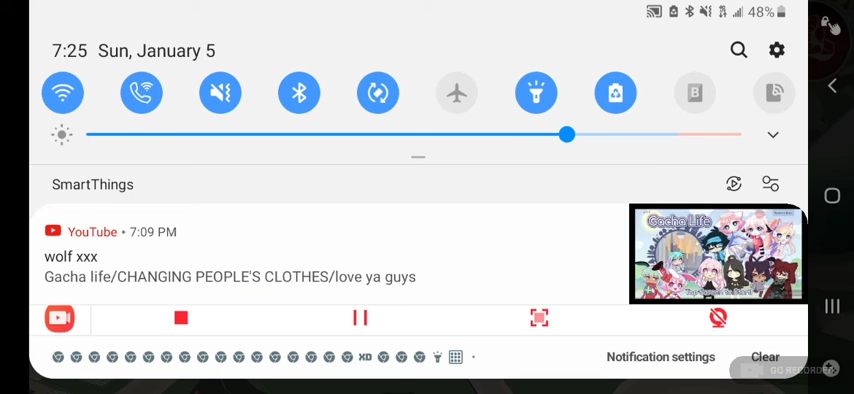 48%
7:25 Sun, January 5
B
SmartThings
YouTube • 7:09 PM
wolf xxx
Gacha life/CHANGING PEOPLE'S CLOTHES/love ya guys
Gacha Life
XD
Notification settings
Clear
GO RECORDER